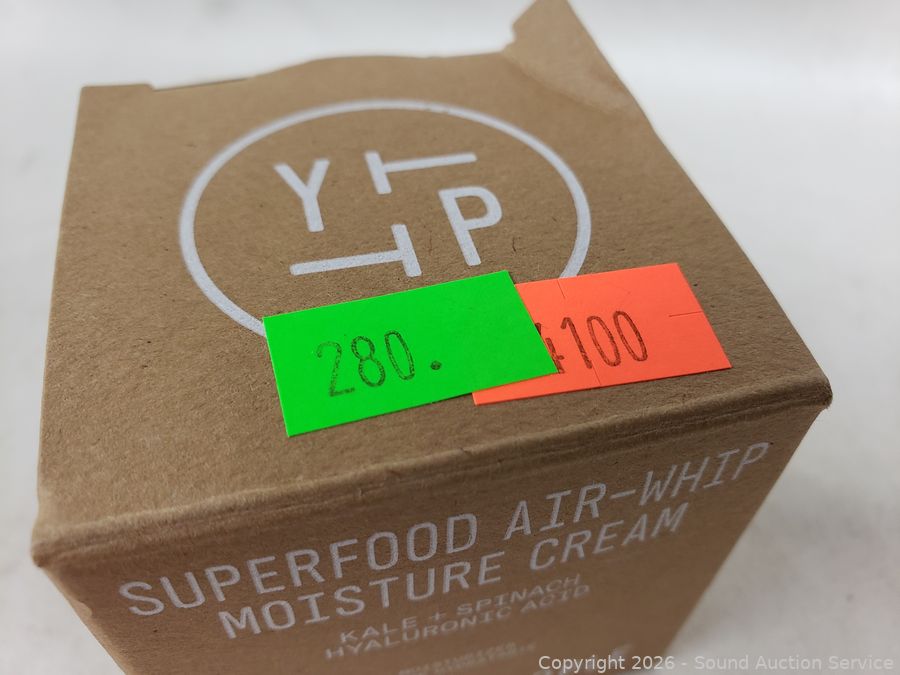 Y T
T P
280.
4100
SUPERFOOD AIR-WHIP
MOISTURE CREAM
KALE + SPINACH
HYALURONIC ACID
Copyright 2026 - Sound Auction Service